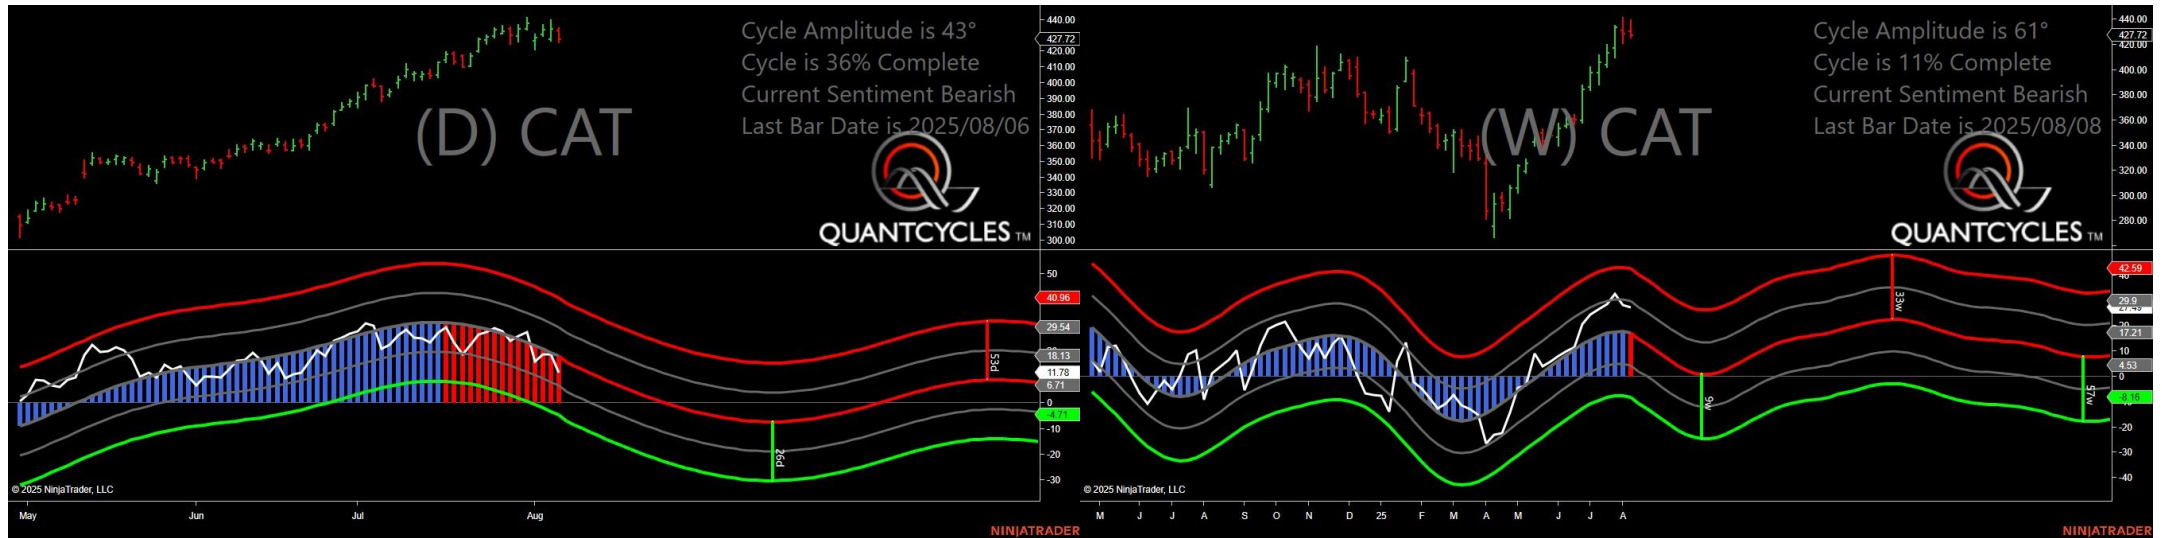 Cycle Amplitude is 43°
Cycle is 36% Complete
Current Sentiment Bearish
Last Bar Date is 2025/08/06
(D) CAT
QUANTCYCLES TM
440.00
427.72
420.00
410.00
400.00
390.00
380.00
370.00
360.00
350.00
340.00
330.00
320.00
310.00
300.00
50
40.96
29.54
18.13
11.78
6.71
0
-4.71
-10
-20
-30
53d
26d
© 2025 NinjaTrader, LLC
May Jun Jul Aug
NINJATRADER
Cycle Amplitude is 61°
Cycle is 11% Complete
Current Sentiment Bearish
Last Bar Date is 2025/08/08
(W) CAT
QUANTCYCLES TM
440.00
427.72
420.00
400.00
380.00
360.00
340.00
320.00
300.00
280.00
42.59
29.9
27.49
17.21
10
4.53
0
-8.16
-20
-30
-40
33w
9w
57w
© 2025 NinjaTrader, LLC
M J J A S O N D 25 F M A M J J A
NINJATRADER